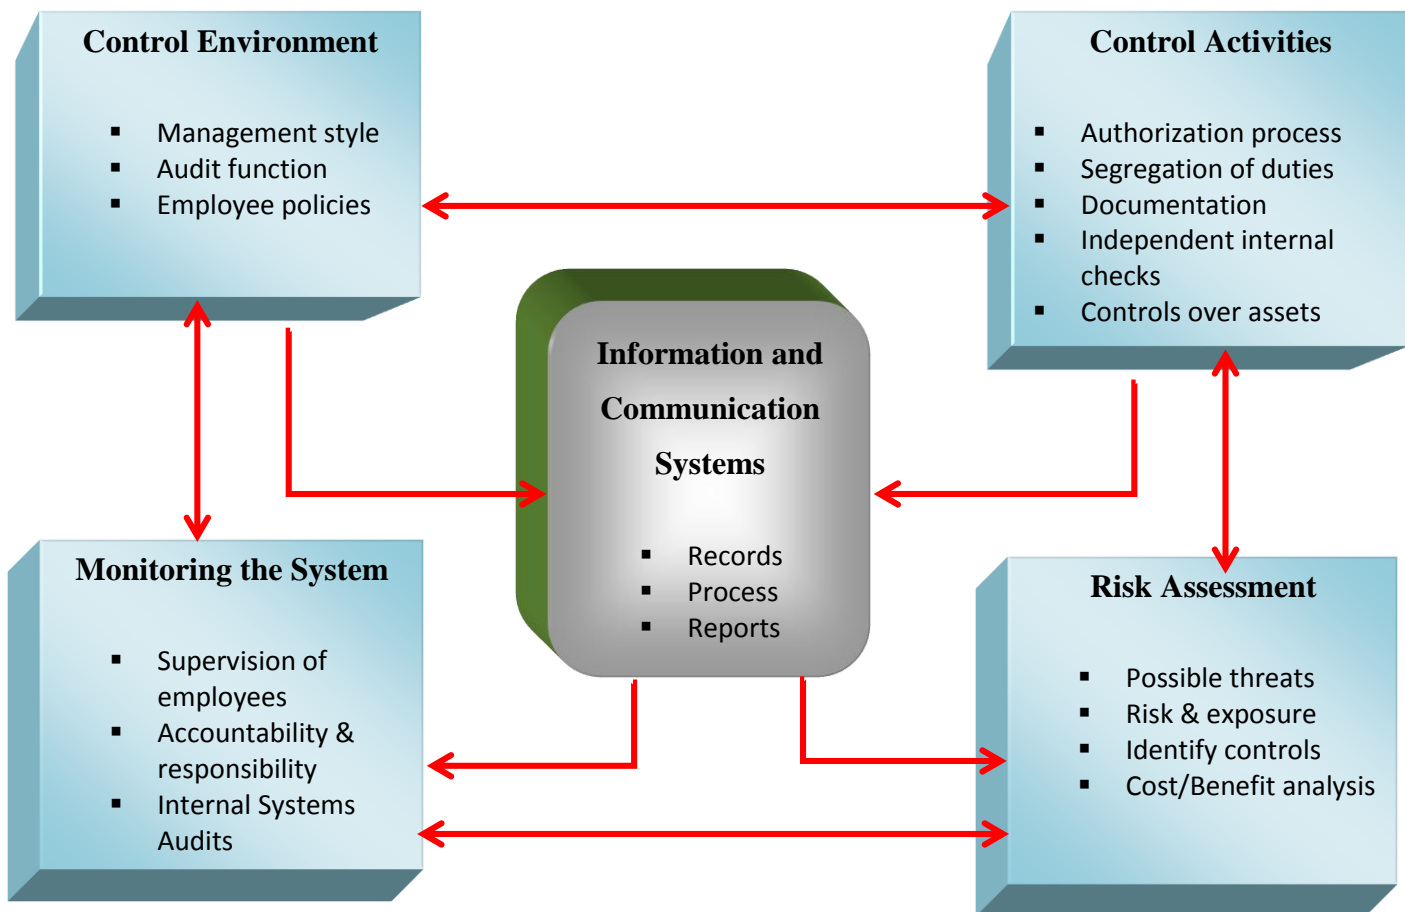 Control Environment
▪ Management style
▪ Audit function
▪ Employee policies
Control Activities
▪ Authorization process
▪ Segregation of duties
▪ Documentation
▪ Independent internal
checks
▪ Controls over assets
Information and
Communication
Systems
▪ Records
▪ Process
▪ Reports
Monitoring the System
▪ Supervision of
employees
▪ Accountability &
responsibility
▪ Internal Systems
Audits
Risk Assessment
▪ Possible threats
▪ Risk & exposure
▪ Identify controls
▪ Cost/Benefit analysis